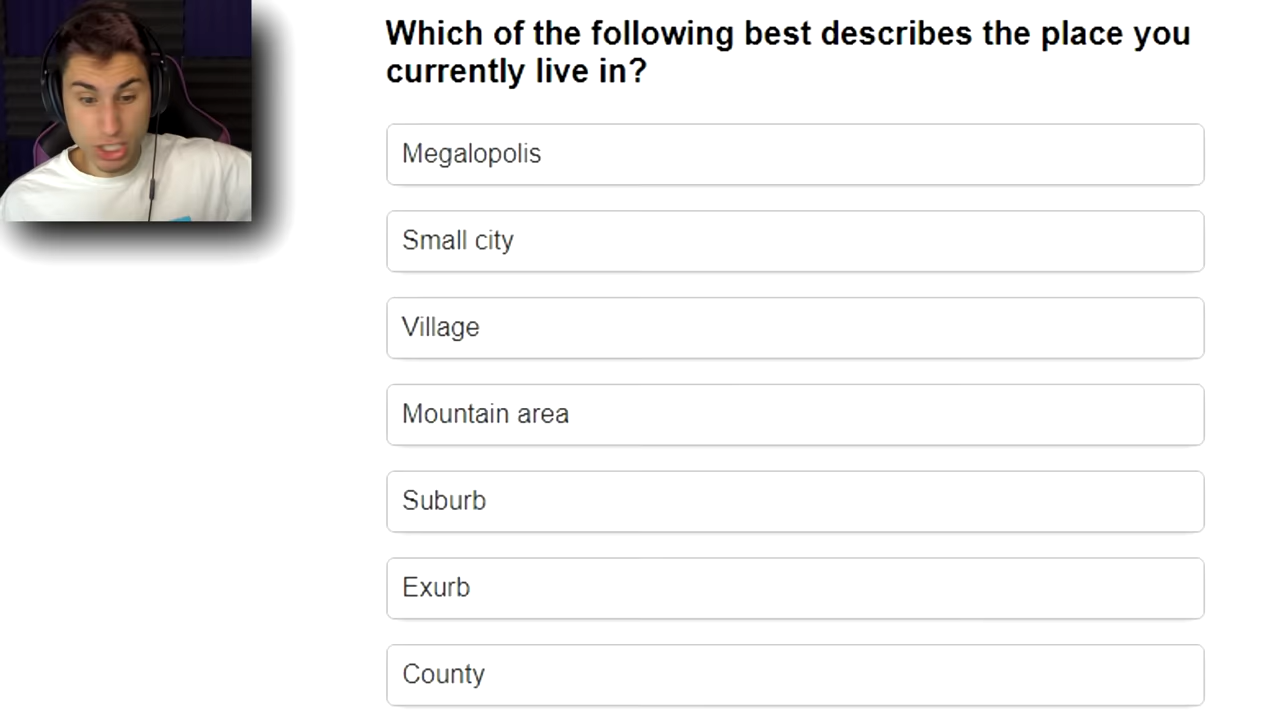 Which of the following best describes the place you
currently live in?
Megalopolis
Small city
Village
Mountain area
Suburb
Exurb
County